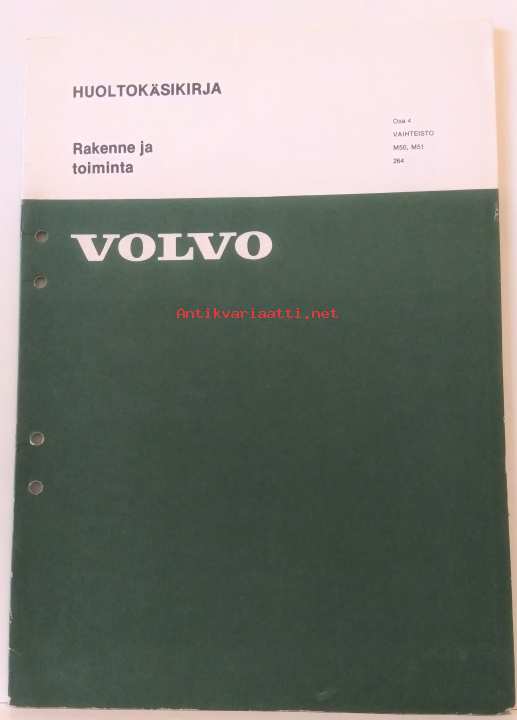 HUOLTOKÄSIKIRJA
Rakenne ja
toiminta
Osa 4
VAIHTEISTO
M50, M51
264
VOLVO
Antikvariaatti.net